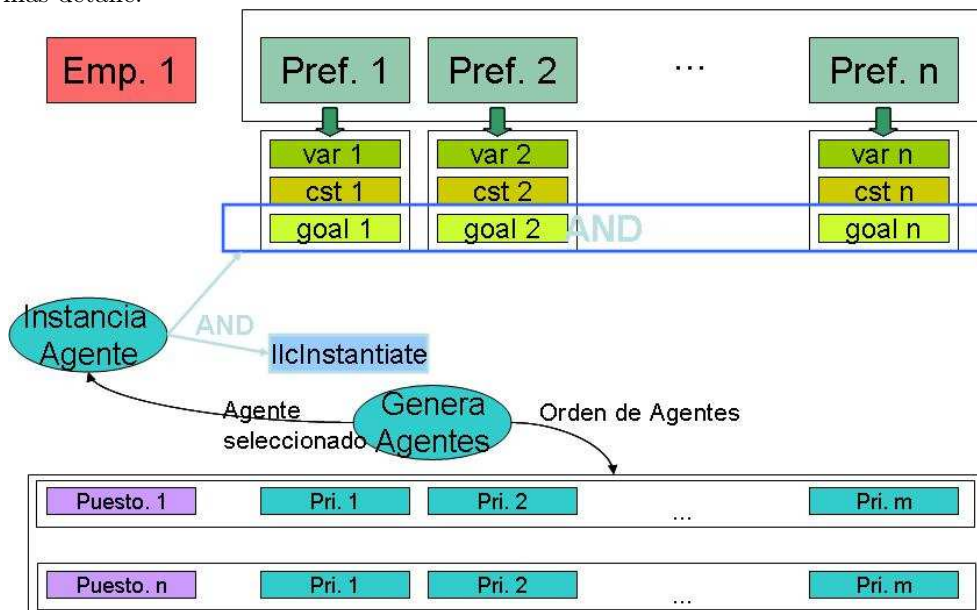 más detalle.
Emp. 1
Pref. 1
Pref. 2
...
Pref. n
var 1
var 2
var n
cst 1
cst 2
cst n
goal 1
goal 2
AND
goal n
Instancia
Agente
AND
IlcInstantiate
Agente
seleccionado
Genera
Agentes
Orden de Agentes
Puesto. 1
Pri. 1
Pri. 2
...
Pri. m
Puesto. n
Pri. 1
Pri. 2
...
Pri. m